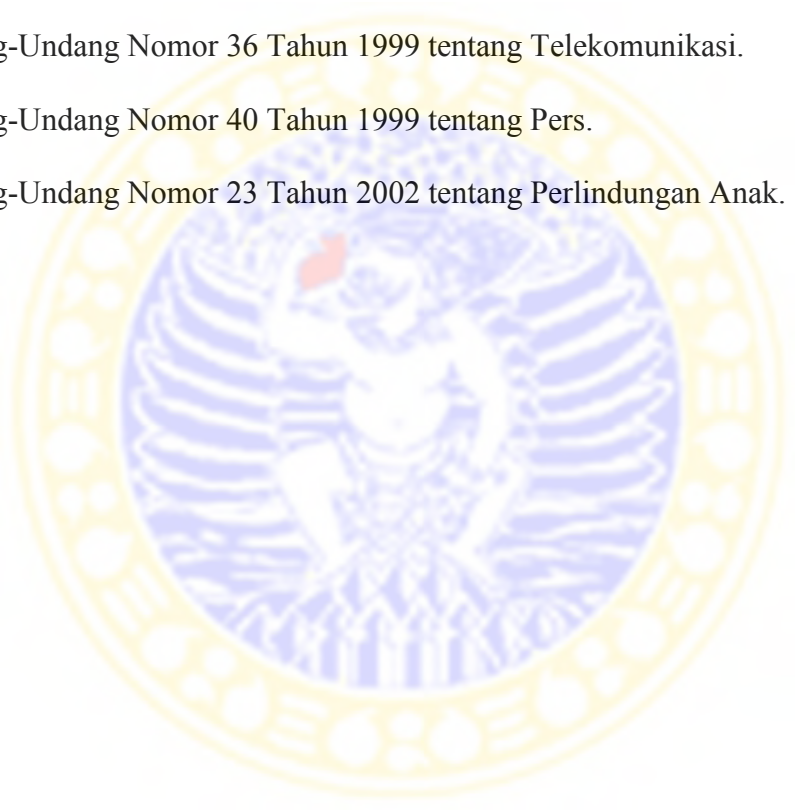 g-Undang Nomor 36 Tahun 1999 tentang Telekomunikasi.
g-Undang Nomor 40 Tahun 1999 tentang Pers.
g-Undang Nomor 23 Tahun 2002 tentang Perlindungan Anak.